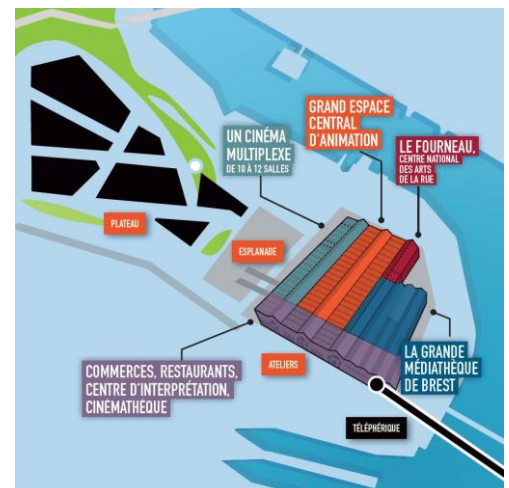 GRAND ESPACE
CENTRAL
D'ANIMATION
UN CINÉMA
MULTIPLEXE
DE 10 À 12 SALLES
LE FOURNEAU,
CENTRE NATIONAL
DES ARTS
DE LA RUE
PLATEAU
ESPLANADE
COMMERCES, RESTAURANTS,
CENTRE D'INTERPRÉTATION,
CINÉMATHÈQUE
ATELIERS
LA GRANDE
MÉDIATHÈQUE
DE BREST
TÉLÉPHÉRIQUE